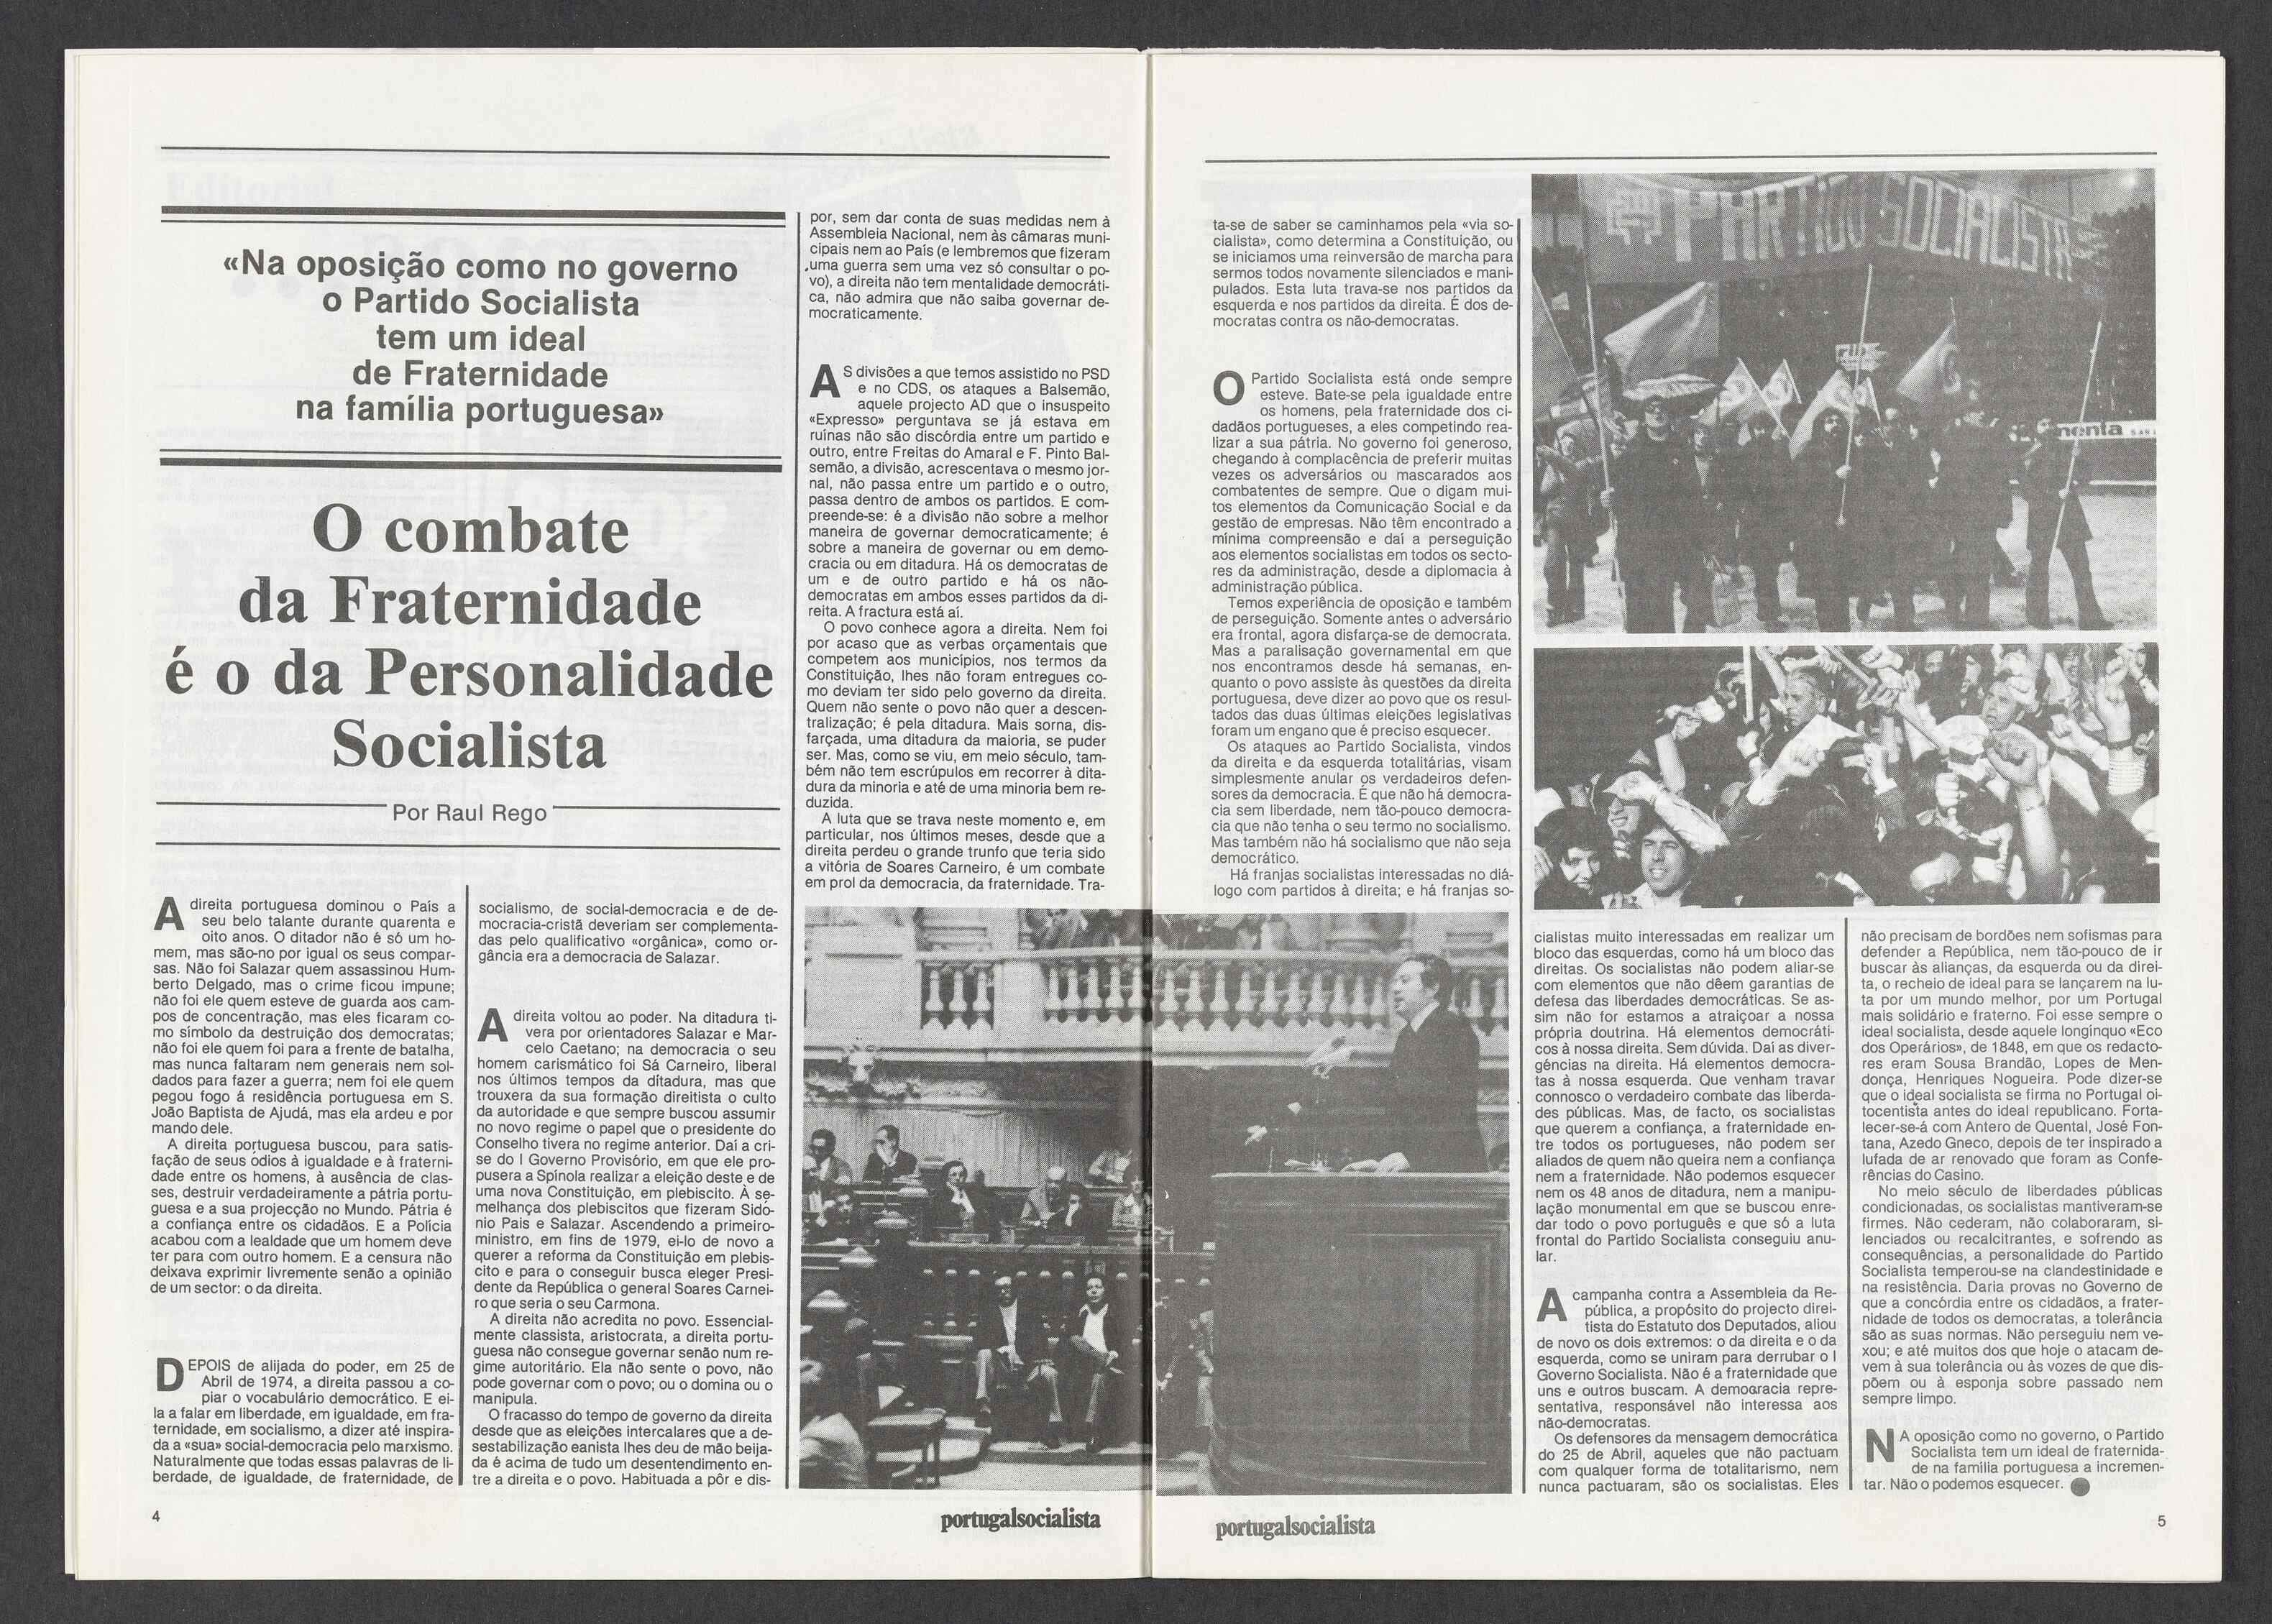 «Na oposição como no governo
o Partido Socialista
tem um ideal
de Fraternidade
na família portuguesa»
O combate
da Fraternidade
é o da Personalidade
Socialista
Por Raul Rego
A direita portuguesa dominou o País a
seu belo talante durante quarenta e
oito anos. O ditador não é só um ho-
mem, mas são-no por igual os seus compar-
sas. Não foi Salazar quem assassinou Hum-
berto Delgado, mas o crime ficou impune;
não foi ele quem esteve de guarda aos cam-
pos de concentração, mas eles ficaram co-
mo símbolo da destruição dos democratas;
não foi ele quem foi para a frente de batalha,
mas nunca faltaram nem generais nem sol-
dados para fazer a guerra; nem foi ele quem
pegou fogo á residência portuguesa em S.
João Baptista de Ajudá, mas ela ardeu e por
mando dele.
A direita portuguesa buscou, para satis-
fação de seus ódios à igualdade e à fraterni-
dade entre os homens, à ausência de clas-
ses, destruir verdadeiramente a pátria portu-
guesa e a sua projecção no Mundo. Pátria é
a confiança entre os cidadãos. E a Polícia
acabou com a lealdade que um homem deve
ter para com outro homem. E a censura não
deixava exprimir livremente senão a opinião
de um sector: o da direita.
DEPOIS de alijada do poder, em 25 de
Abril de 1974, a direita passou a co-
piar o vocabulário democrático. E ei-
la a falar em liberdade, em igualdade, em fra-
ternidade, em socialismo, a dizer até inspira-
da a «sua» social-democracia pelo marxismo.
Naturalmente que todas essas palavras de li-
berdade, de igualdade, de fraternidade, de
socialismo, de social-democracia e de de-
mocracia-cristã deveriam ser complementa-
das pelo qualificativo «orgânica», como or-
gância era a democracia de Salazar.
A direita voltou ao poder. Na ditadura ti-
vera por orientadores Salazar e Mar-
celo Caetano; na democracia o seu
homem carismático foi Sá Carneiro, liberal
nos últimos tempos da ditadura, mas que
trouxera da sua formação direitista o culto
da autoridade e que sempre buscou assumir
no novo regime o papel que o presidente do
Conselho tivera no regime anterior. Daí a cri-
se do I Governo Provisório, em que ele pro-
pusera a Spínola realizar a eleição deste e de
uma nova Constituição, em plebiscito. À se-
melhança dos plebiscitos que fizeram Sidó-
nio Pais e Salazar. Ascendendo a primeiro-
ministro, em fins de 1979, ei-lo de novo a
querer a reforma da Constituição em plebis-
cito e para o conseguir busca eleger Presi-
dente da República o general Soares Carnei-
ro que seria o seu Carmona.
A direita não acredita no povo. Essencial-
mente classista, aristocrata, a direita portu-
guesa não consegue governar senão num re-
gime autoritário. Ela não sente o povo, não
pode governar com o povo; ou o domina ou o
manipula.
O fracasso do tempo de governo da direita
desde que as eleições intercalares que a de-
sestabilização eanista lhes deu de mão beija-
da é acima de tudo um desentendimento en-
tre a direita e o povo. Habituada a pôr e dis-
por, sem dar conta de suas medidas nem à
Assembleia Nacional, nem às câmaras muni-
cipais nem ao País (e lembremos que fizeram
uma guerra sem uma vez só consultar o po-
vo), a direita não tem mentalidade democráti-
ca, não admira que não saiba governar de-
mocraticamente.
AS divisões a que temos assistido no PSD
e no CDS, os ataques a Balsemão,
aquele projecto AD que o insuspeito
«Expresso» perguntava se já estava em
ruínas não são discórdia entre um partido e
outro, entre Freitas do Amaral e F. Pinto Bal-
semão, a divisão, acrescentava o mesmo jor-
nal, não passa entre um partido e o outro,
passa dentro de ambos os partidos. E com-
preende-se: é a divisão não sobre a melhor
maneira de governar democraticamente; é
sobre a maneira de governar ou em demo-
cracia ou em ditadura. Há os democratas de
um e de outro partido e há os não-
democratas em ambos esses partidos da di-
reita. A fractura está aí.
O povo conhece agora a direita. Nem foi
por acaso que as verbas orçamentais que
competem aos municípios, nos termos da
Constituição, lhes não foram entregues co-
mo deviam ter sido pelo governo da direita.
Quem não sente o povo não quer a descen-
tralização; é pela ditadura. Mais sorna, dis-
farçada, uma ditadura da maioria, se puder
ser. Mas, como se viu, em meio século, tam-
bém não tem escrúpulos em recorrer à dita-
dura da minoria e até de uma minoria bem re-
duzida.
A luta que se trava neste momento e, em
particular, nos últimos meses, desde que a
direita perdeu o grande trunfo que teria sido
a vitória de Soares Carneiro, é um combate
em prol da democracia, da fraternidade. Tra-
4
portugalsocialista
ta-se de saber se caminhamos pela «via so-
cialista», como determina a Constituição, ou
se iniciamos uma reinversão de marcha para
sermos todos novamente silenciados e mani-
pulados. Esta luta trava-se nos partidos da
esquerda e nos partidos da direita. É dos de-
mocratas contra os não-democratas.
O Partido Socialista está onde sempre
esteve. Bate-se pela igualdade entre
os homens, pela fraternidade dos ci-
dadãos portugueses, a eles competindo rea-
lizar a sua pátria. No governo foi generoso,
chegando à complacência de preferir muitas
vezes os adversários ou mascarados aos
combatentes de sempre. Que o digam mui-
tos elementos da Comunicação Social e da
gestão de empresas. Não têm encontrado a
mínima compreensão e daí a perseguição
aos elementos socialistas em todos os secto-
res da administração, desde a diplomacia à
administração pública.
Temos experiência de oposição e também
de perseguição. Somente antes o adversário
era frontal, agora disfarça-se de democrata.
Mas a paralisação governamental em que
nos encontramos desde há semanas, en-
quanto o povo assiste às questões da direita
portuguesa, deve dizer ao povo que os resul-
tados das duas últimas eleições legislativas
foram um engano que é preciso esquecer.
Os ataques ao Partido Socialista, vindos
da direita e da esquerda totalitárias, visam
simplesmente anular os verdadeiros defen-
sores da democracia. É que não há democra-
cia sem liberdade, nem tão-pouco democra-
cia que não tenha o seu termo no socialismo.
Mas também não há socialismo que não seja
democrático.
Há franjas socialistas interessadas no diá-
logo com partidos à direita; e há franjas so-
PARTIDO SOCIALISTA
cialistas muito interessadas em realizar um
bloco das esquerdas, como há um bloco das
direitas. Os socialistas não podem aliar-se
com elementos que não dêem garantias de
defesa das liberdades democráticas. Se as-
sim não for estamos a atraiçoar a nossa
própria doutrina. Há elementos democráti-
cos à nossa direita. Sem dúvida. Daí as diver-
gências na direita. Há elementos democra-
tas à nossa esquerda. Que venham travar
connosco o verdadeiro combate das liberda-
des públicas. Mas, de facto, os socialistas
que querem a confiança, a fraternidade en-
tre todos os portugueses, não podem ser
aliados de quem não queira nem a confiança
nem a fraternidade. Não podemos esquecer
nem os 48 anos de ditadura, nem a manipu-
lação monumental em que se buscou enre-
dar todo o povo português e que só a luta
frontal do Partido Socialista conseguiu anu-
lar.
A campanha contra a Assembleia da Re-
pública, a propósito do projecto direi-
tista do Estatuto dos Deputados, aliou
de novo os dois extremos: o da direita e o da
esquerda, como se uniram para derrubar o I
Governo Socialista. Não é a fraternidade que
uns e outros buscam. A democracia repre-
sentativa, responsável não interessa aos
não-democratas.
Os defensores da mensagem democrática
do 25 de Abril, aqueles que não pactuam
com qualquer forma de totalitarismo, nem
nunca pactuaram, são os socialistas. Eles
não precisam de bordões nem sofismas para
defender a República, nem tão-pouco de ir
buscar às alianças, da esquerda ou da direi-
ta, o recheio de ideal para se lançarem na lu-
ta por um mundo melhor, por um Portugal
mais solidário e fraterno. Foi esse sempre o
ideal socialista, desde aquele longínquo «Eco
dos Operários», de 1848, em que os redacto-
res eram Sousa Brandão, Lopes de Men-
donça, Henriques Nogueira. Pode dizer-se
que o ideal socialista se firma no Portugal oi-
tocentista antes do ideal republicano. Forta-
lecer-se-á com Antero de Quental, José Fon-
tana, Azedo Gneco, depois de ter inspirado a
lufada de ar renovado que foram as Confe-
rências do Casino.
No meio século de liberdades públicas
condicionadas, os socialistas mantiveram-se
firmes. Não cederam, não colaboraram, si-
lenciados ou recalcitrantes, e sofrendo as
consequências, a personalidade do Partido
Socialista temperou-se na clandestinidade e
na resistência. Daria provas no Governo de
que a concórdia entre os cidadãos, a frater-
nidade de todos os democratas, a tolerância
são as suas normas. Não perseguiu nem ve-
xou; e até muitos dos que hoje o atacam de-
vem à sua tolerância ou às vozes de que dis-
põem ou à esponja sobre passado nem
sempre limpo.
NA oposição como no governo, o Partido
Socialista tem um ideal de fraternida-
de na família portuguesa a incremen-
tar. Não o podemos esquecer.
portugalsocialista
5